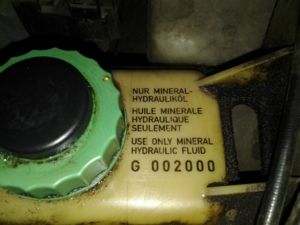 NUR MINERAL-
HYDRAULIKÖL
HUILE MINERALE
HYDRAULIQUE
SEULEMENT
USE ONLY MINERAL
HYDRAULIC FLUID
G 002000